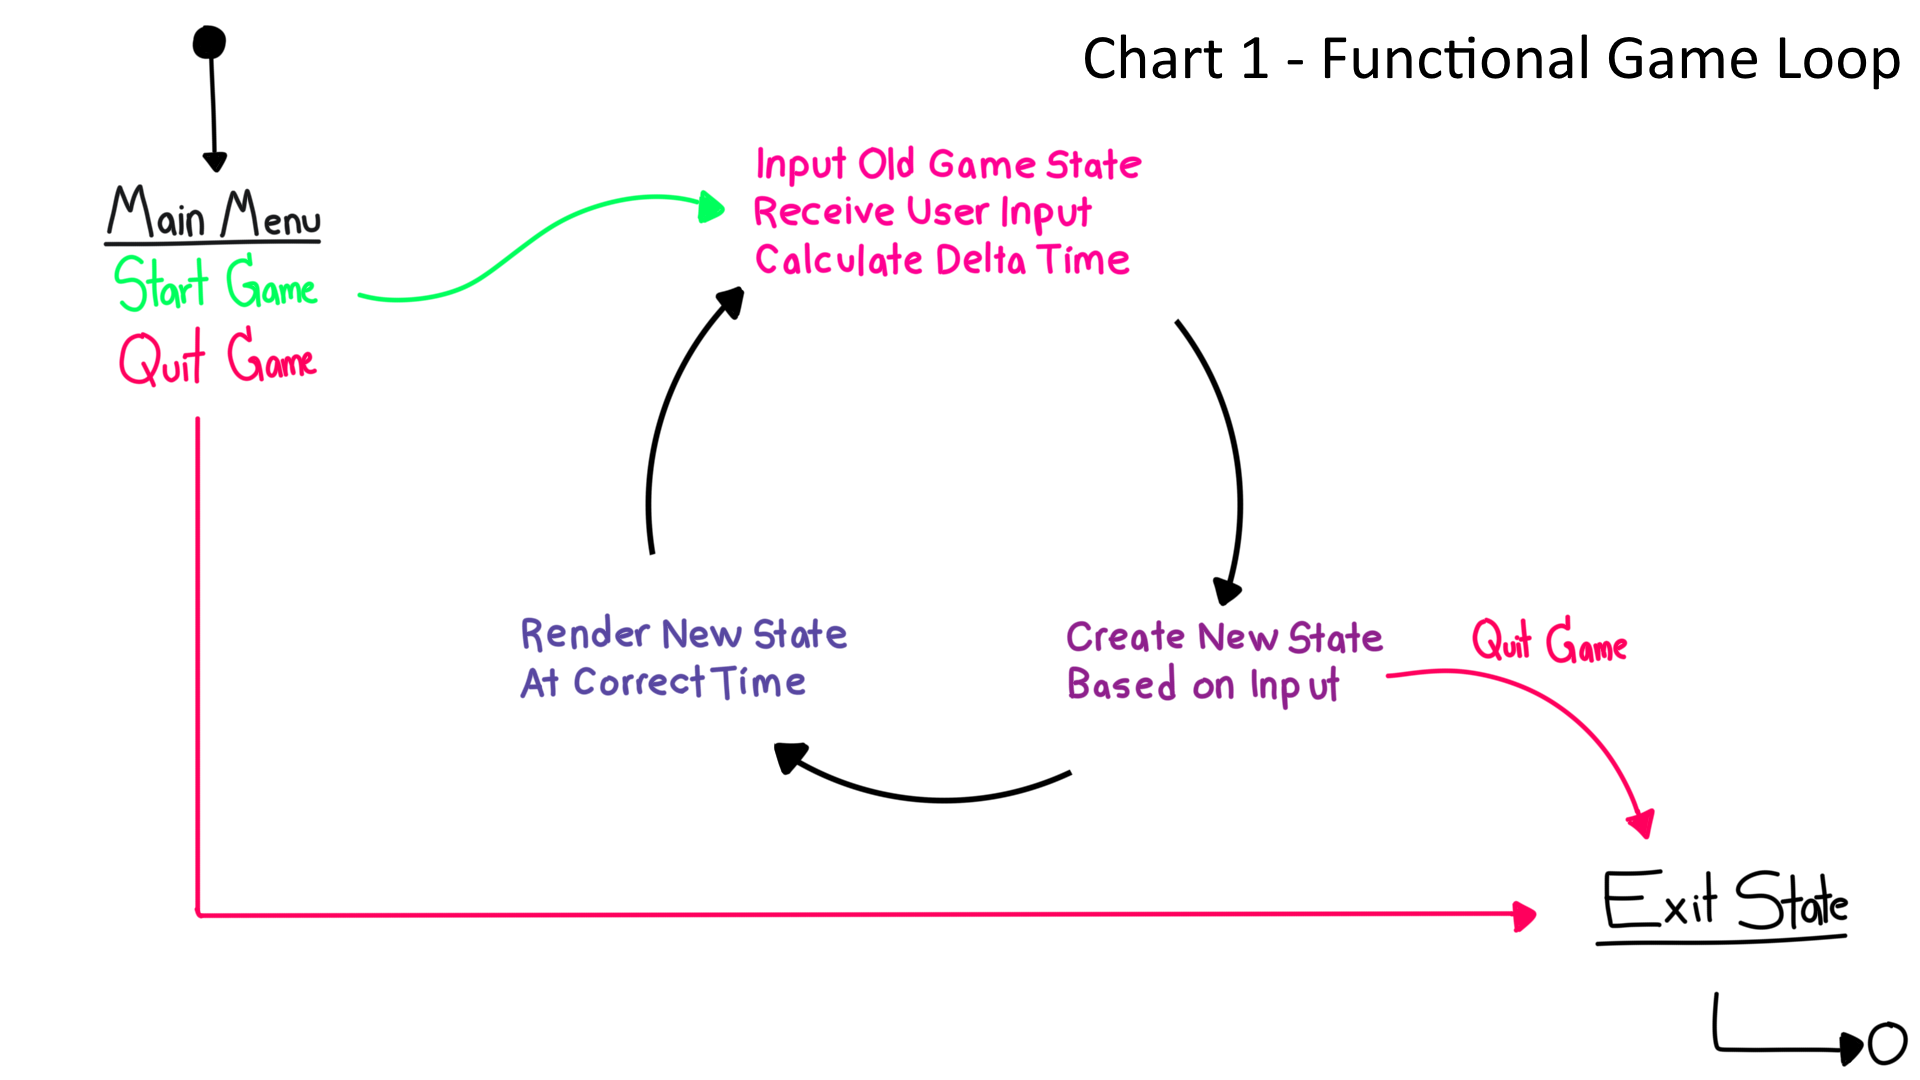 Chart 1 - Functional Game Loop
Main Menu
Start Game
Quit Game
Input Old Game State
Receive User Input
Calculate Delta Time
Render New State
At Correct Time
Create New State
Based on Input
Quit Game
Exit State